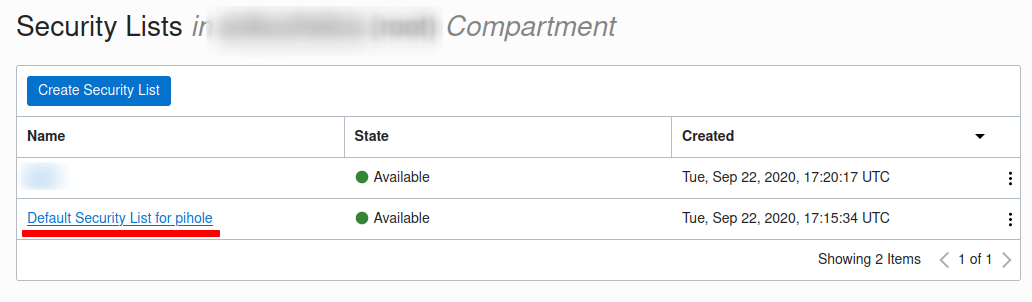 Security Lists in Compartment
Create Security List
Name State Created
Available Tue, Sep 22, 2020, 17:20:17 UTC
Default Security List for pihole Available Tue, Sep 22, 2020, 17:15:34 UTC
Showing 2 Items 1 of 1